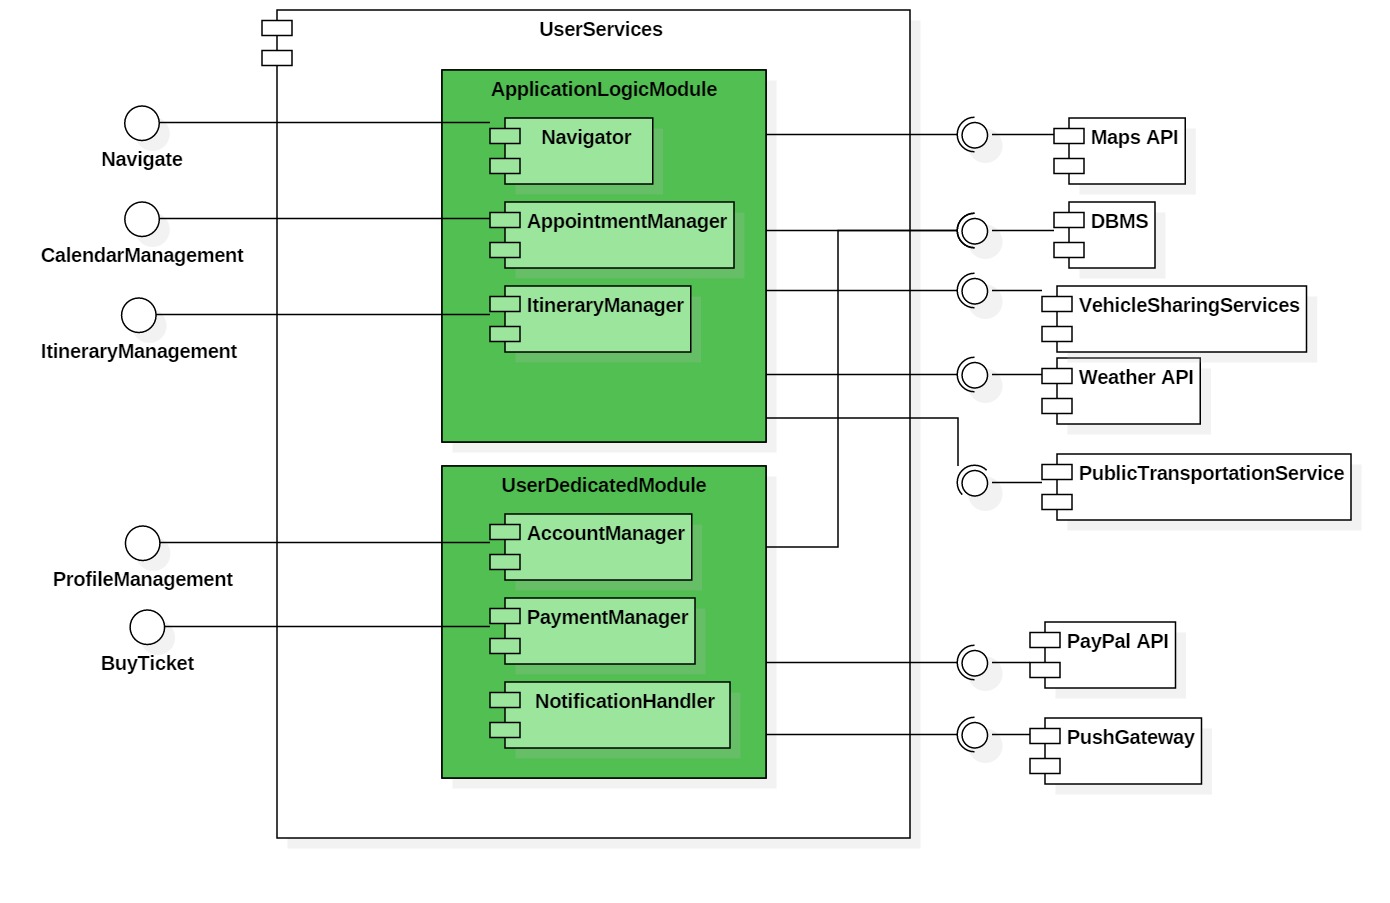 UserServices
ApplicationLogicModule
Navigator
AppointmentManager
ItineraryManager
UserDedicatedModule
AccountManager
PaymentManager
NotificationHandler
Navigate
CalendarManagement
ItineraryManagement
ProfileManagement
BuyTicket
Maps API
DBMS
VehicleSharingServices
Weather API
PublicTransportationService
PayPal API
PushGateway